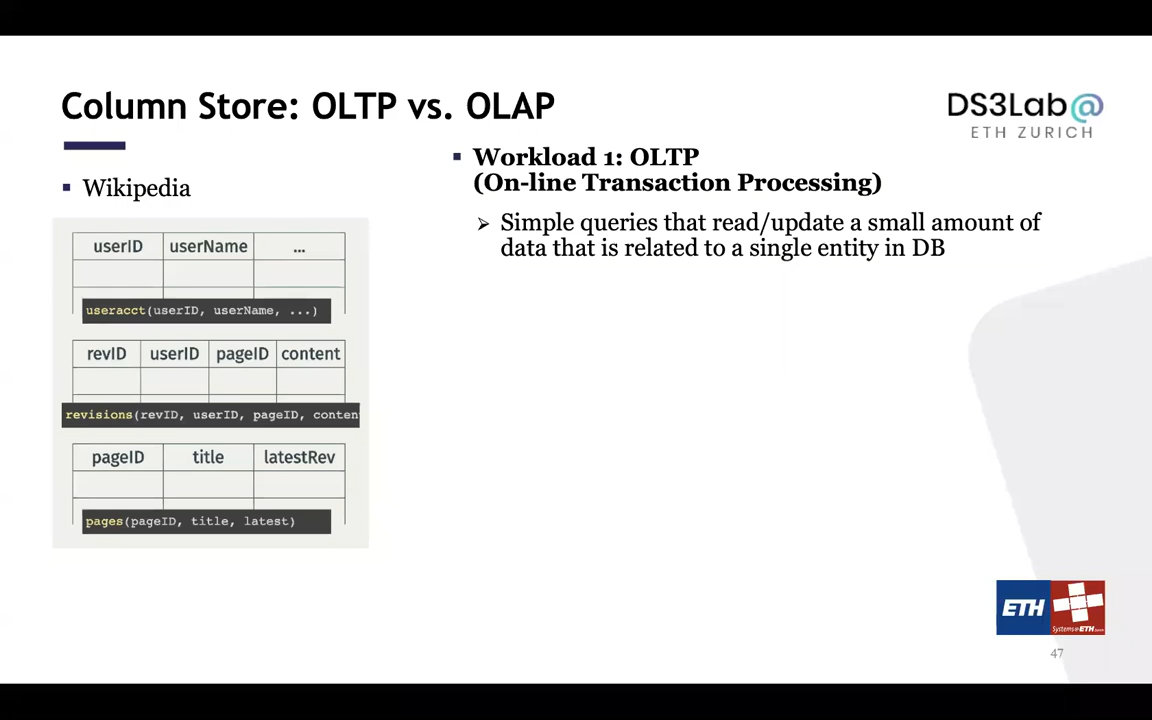 Column Store: OLTP vs. OLAP
DS3Lab@
ETH ZURICH
▪ Wikipedia
userID userName ...
useracct(userID, userName, ...)
revID userID pageID content
revisions(revID, userID, pageID, conten
pageID title latestRev
pages(pageID, title, latest)
▪ Workload 1: OLTP
(On-line Transaction Processing)
➢ Simple queries that read/update a small amount of
data that is related to a single entity in DB
ETH
Systems@ETH
47